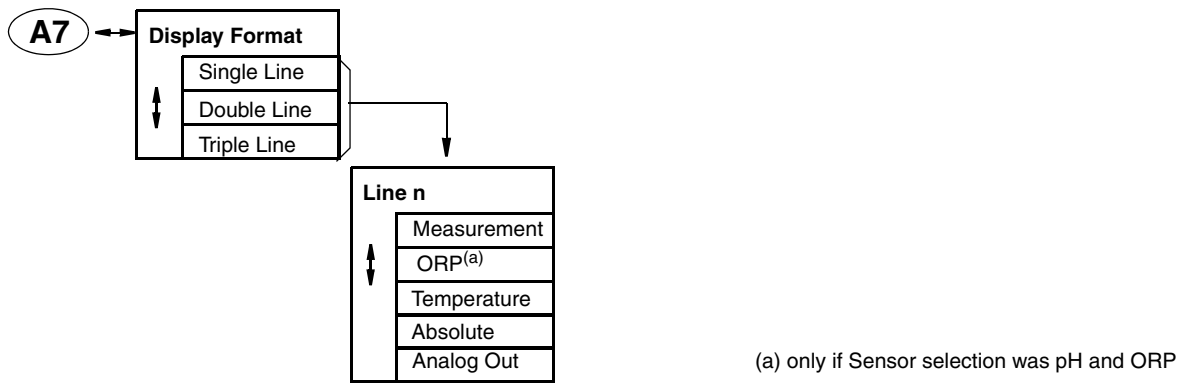 A7
Display Format
Single Line
Double Line
Triple Line
Line n
Measurement
ORP(a)
Temperature
Absolute
Analog Out
(a) only if Sensor selection was pH and ORP